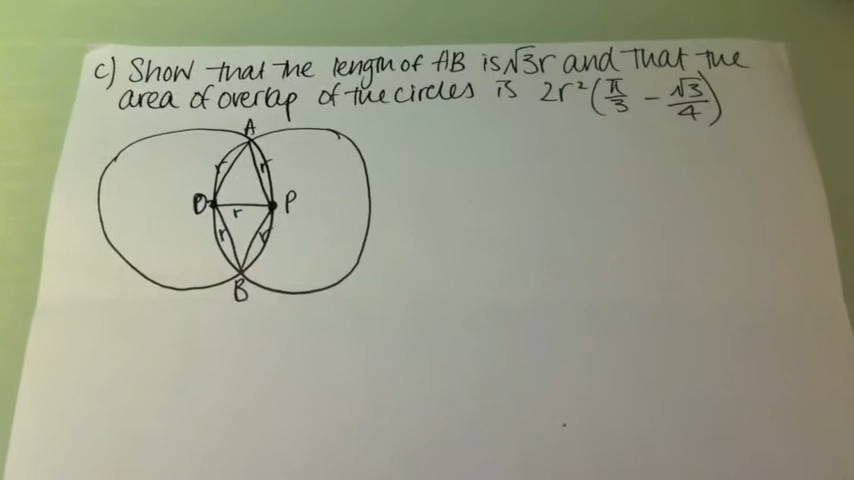 c) Show that the length of AB is √3r and that the
area of overlap of the circles is 2r²(π/3 - √3/4)
A
r r
O r P
r r
B